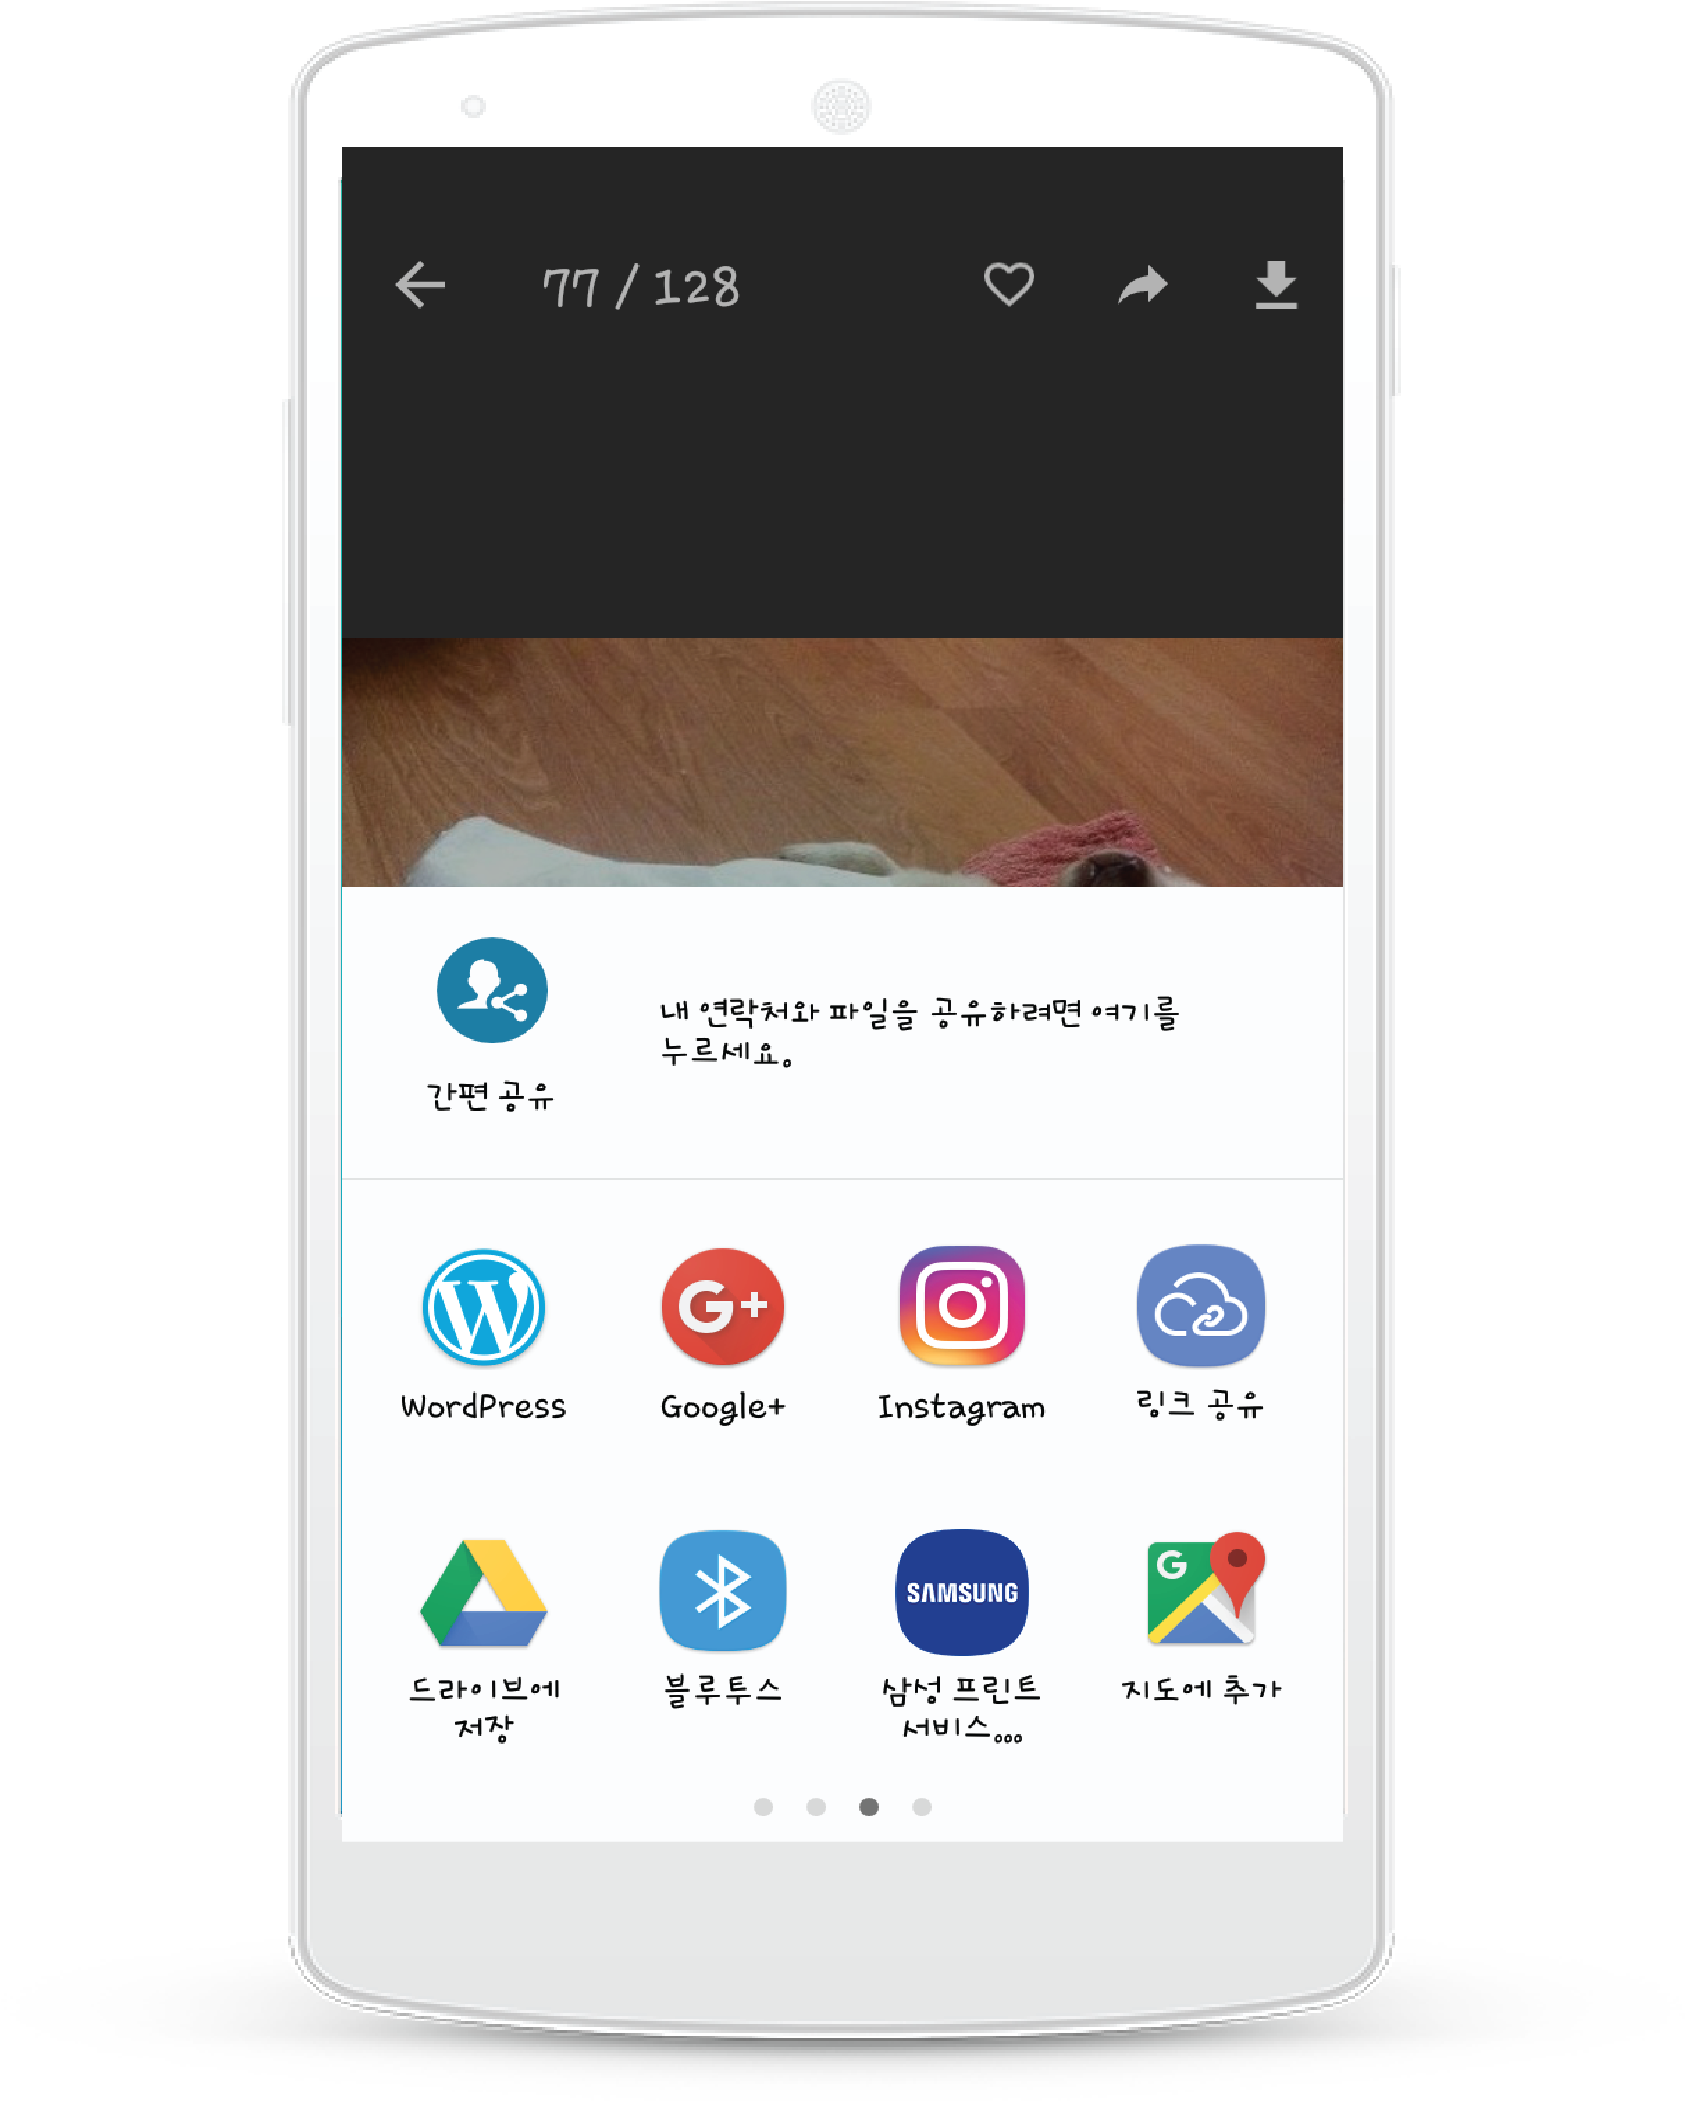 77 / 128
내 연락처와 파일을 공유하려면 여기를
누르세요.
간편 공유
WordPress
Google+
Instagram
링크 공유
SAMSUNG
드라이브에
저장
블루투스
삼성 프린트
서비스...
지도에 추가